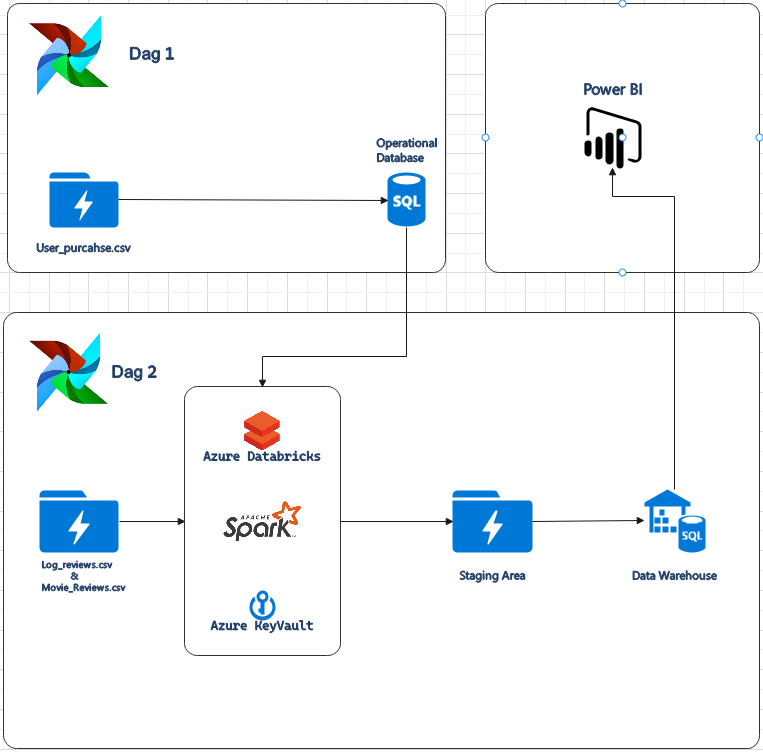 Dag 1
Operational
Database
SQL
User_purcahse.csv
Power BI
Dag 2
Azure Databricks
APACHE
Spark
Azure KeyVault
Log_reviews.csv
&
Movie_Reviews.csv
Staging Area
SQL
Data Warehouse